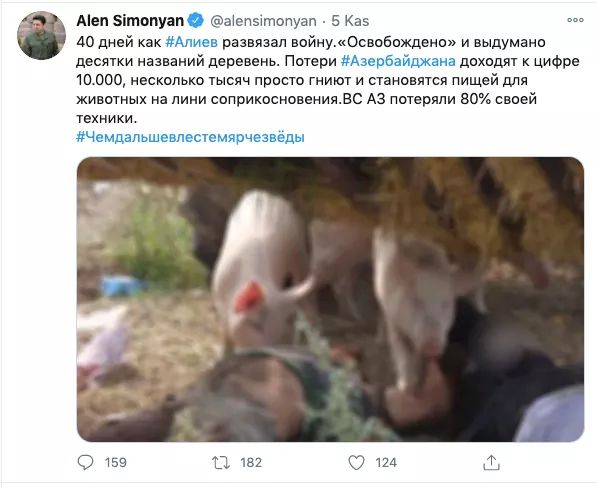 Alen Simonyan @alensimonyan · 5 Kas
40 дней как #Алиев развязал войну.«Освобождено» и выдумано
десятки названий деревень. Потери #Азербайджана доходят к цифре
10.000, несколько тысяч просто гниют и становятся пищей для
животных на лини соприкосновения.ВС АЗ потеряли 80% своей
техники.
#Чемдальшевлестемярчезвёды
159 182 124